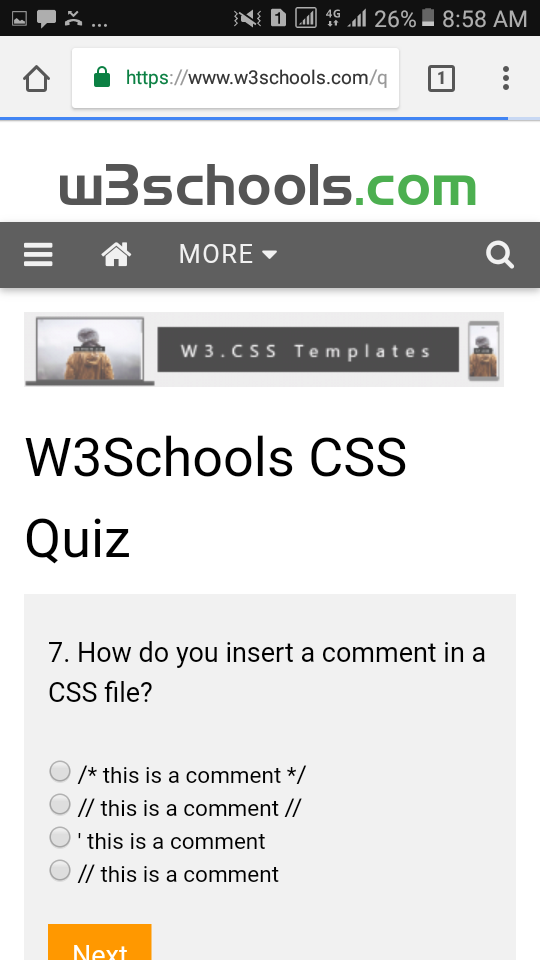 ... 1 4G 26% 8:58 AM
https://www.w3schools.com/q 1
w3schools.com
MORE
W3.CSS Templates
W3Schools CSS
Quiz
7. How do you insert a comment in a
CSS file?
/* this is a comment */
// this is a comment //
' this is a comment
// this is a comment
Next